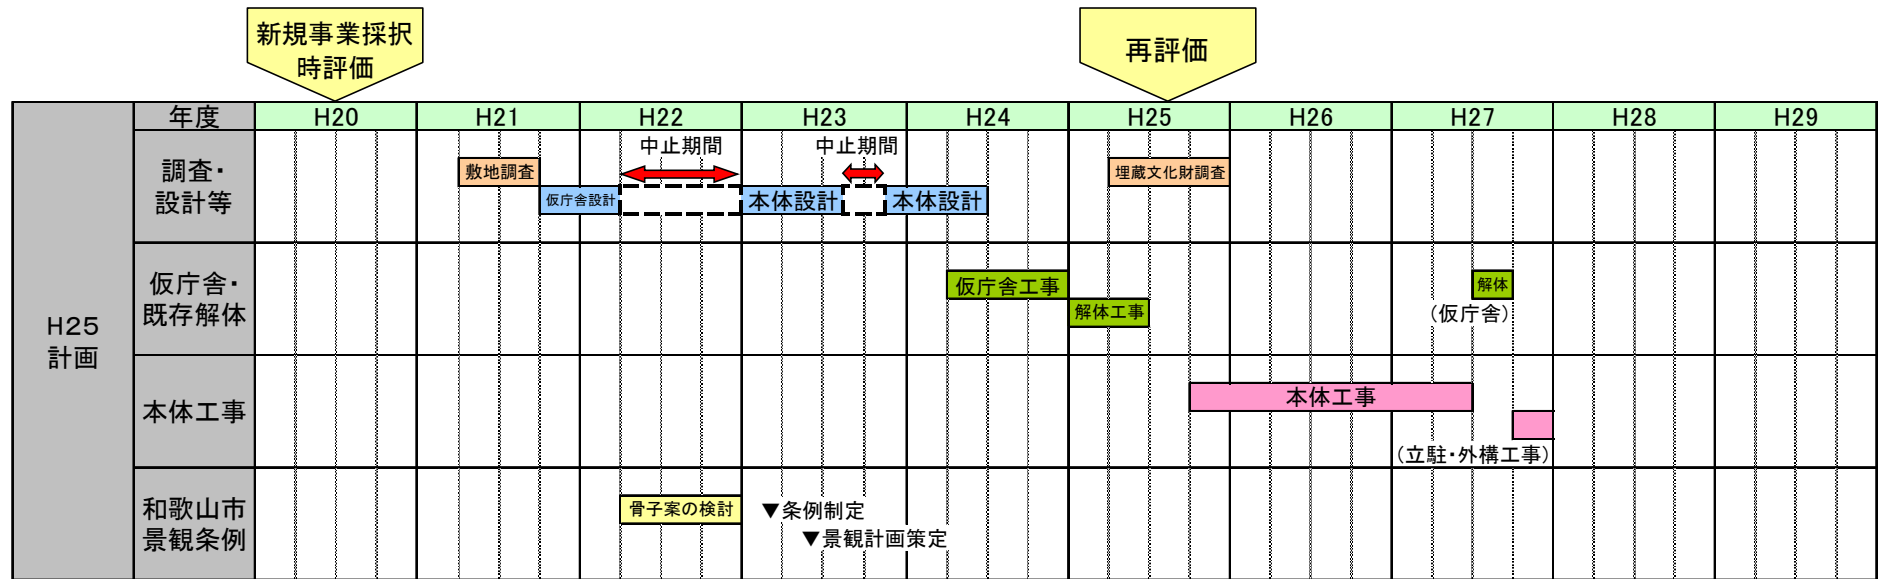 新規事業採択
時評価
再評価
年度
H20
H21
H22
H23
H24
H25
H26
H27
H28
H29
H25
計画
調査・
設計等
中止期間
中止期間
敷地調査
埋蔵文化財調査
仮庁舎設計
本体設計
本体設計
仮庁舎・
既存解体
仮庁舎工事
解体
解体工事
(仮庁舎)
本体工事
本体工事
(立駐・外構工事)
和歌山市
景観条例
骨子案の検討
▼条例制定
▼景観計画策定